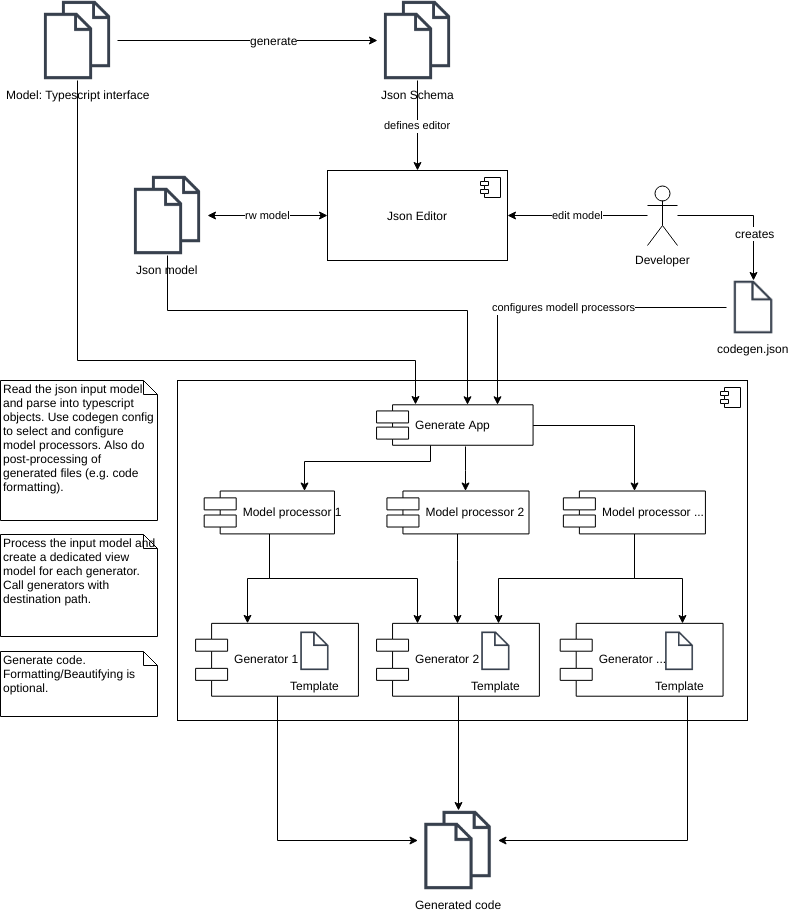 generate
Model: Typescript interface
Json Schema
defines editor
rw model
Json Editor
edit model
Developer
creates
Json model
configures modell processors
codegen.json
Read the json input model
and parse into typescript
objects. Use codegen config
to select and configure
model processors. Also do
post-processing of
generated files (e.g. code
formatting).
Generate App
Model processor 1
Model processor 2
Model processor ...
Process the input model and
create a dedicated view
model for each generator.
Call generators with
destination path.
Generator 1
Template
Generator 2
Template
Generator ...
Template
Generate code.
Formatting/Beautifying is
optional.
Generated code